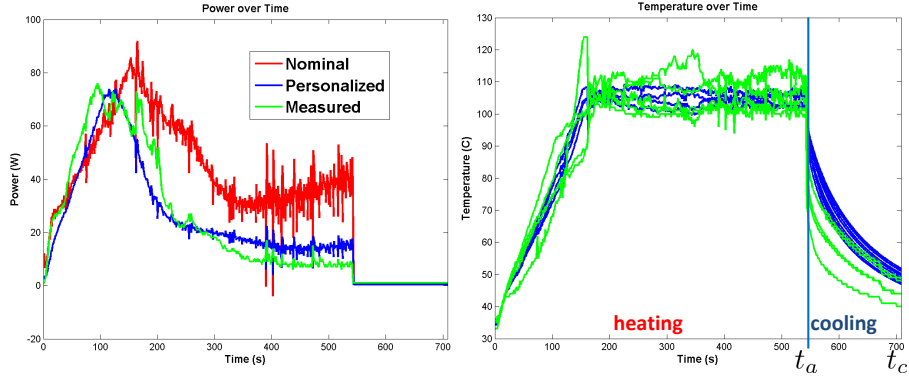 Power over Time
100
80
60
40
20
0
-20
Power (W)
Nominal
Personalized
Measured
0 100 200 300 400 500 600 700
Time (s)
Temperature over Time
130
120
110
100
90
80
70
60
50
40
30
Temperature (C)
heating
cooling
0 100 200 300 400 500 600 700
Time (s)
t_a
t_c